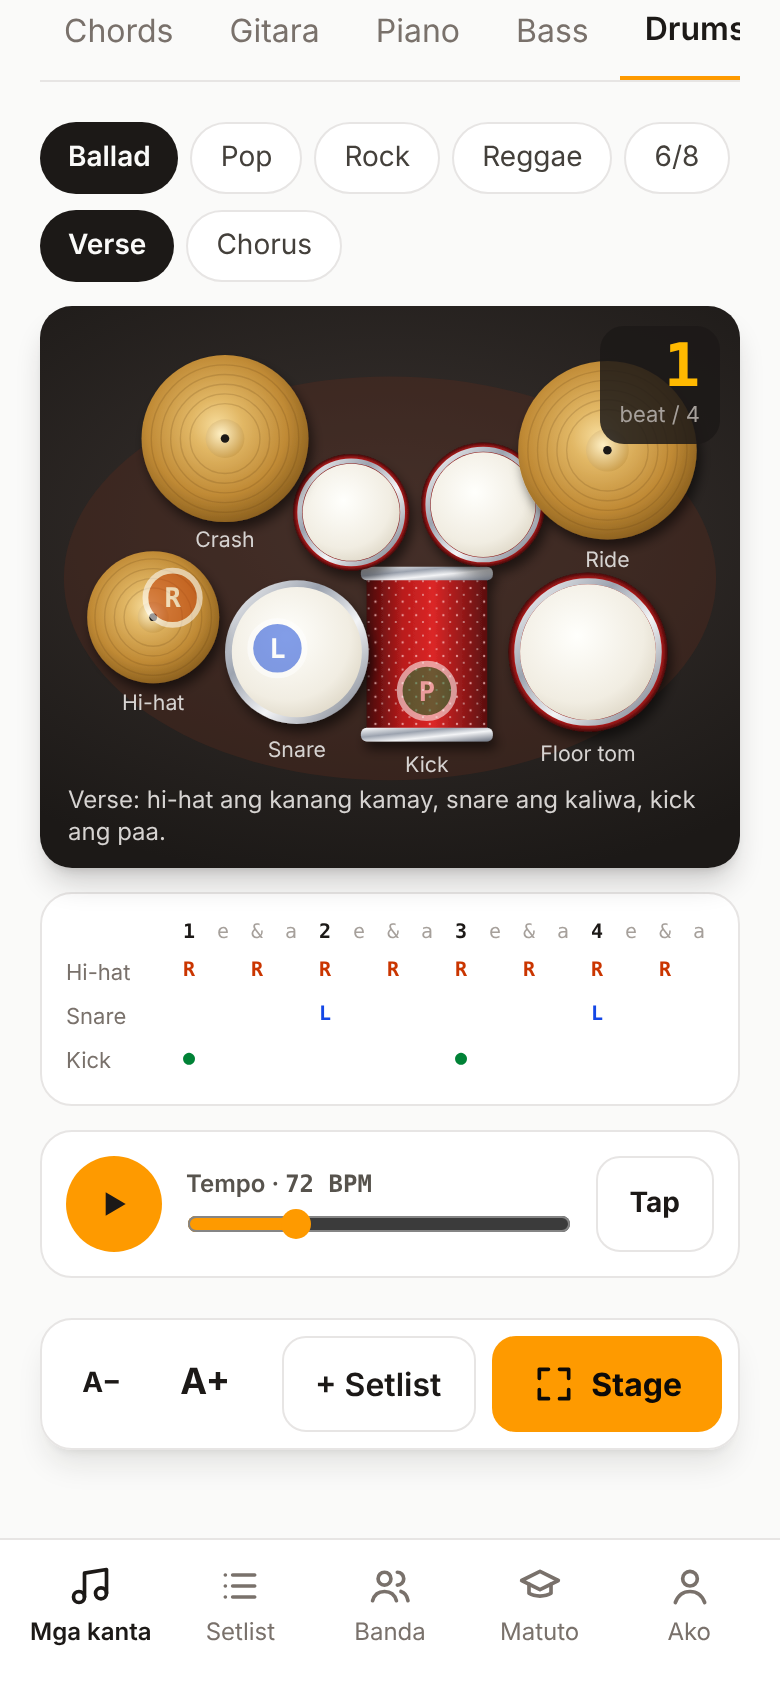 Chords Gitara Piano Bass Drums
Ballad Pop Rock Reggae 6/8
Verse Chorus
1
beat / 4
Crash
Ride
R
L
P
Hi-hat
Snare
Kick
Floor tom
Verse: hi-hat ang kanang kamay, snare ang kaliwa, kick
ang paa.
1 e & a 2 e & a 3 e & a 4 e & a
Hi-hat R R R R R R R R
Snare L L
Kick
Tempo · 72 BPM
Tap
A− A+ + Setlist Stage
Mga kanta Setlist Banda Matuto Ako